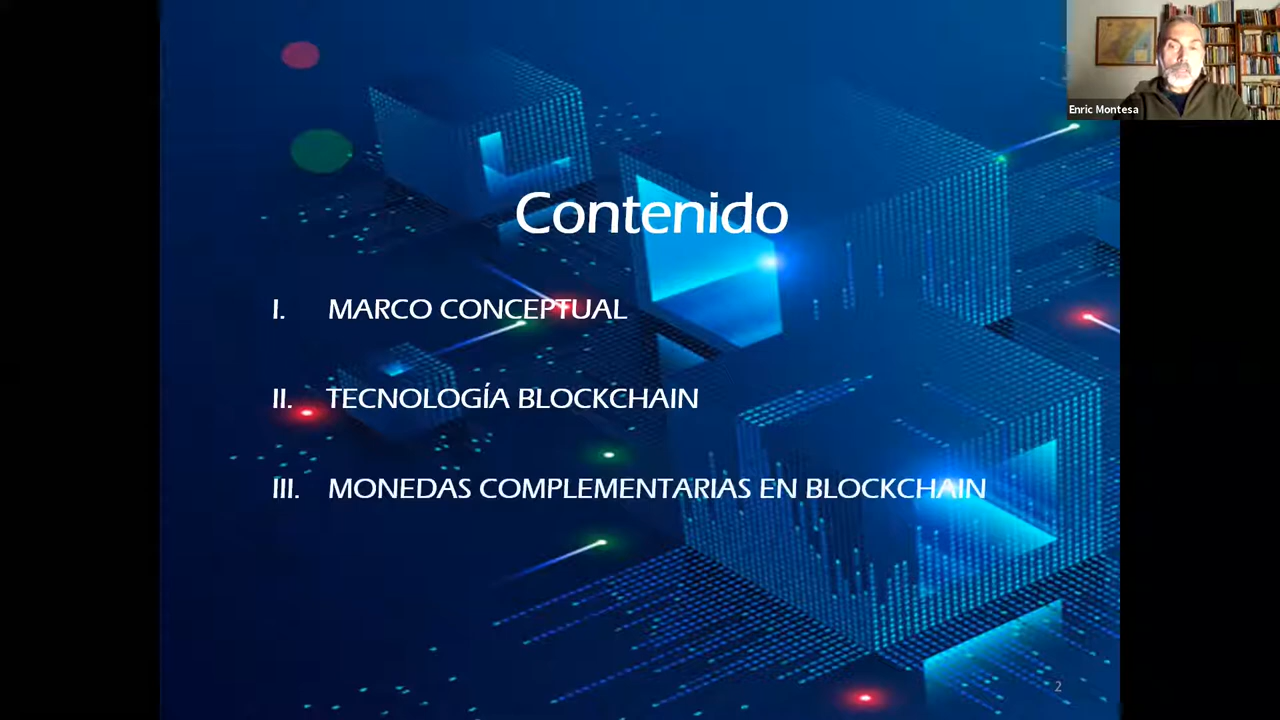 Enric Montesa
Contenido
I. MARCO CONCEPTUAL
II. TECNOLOGÍA BLOCKCHAIN
III. MONEDAS COMPLEMENTARIAS EN BLOCKCHAIN
2